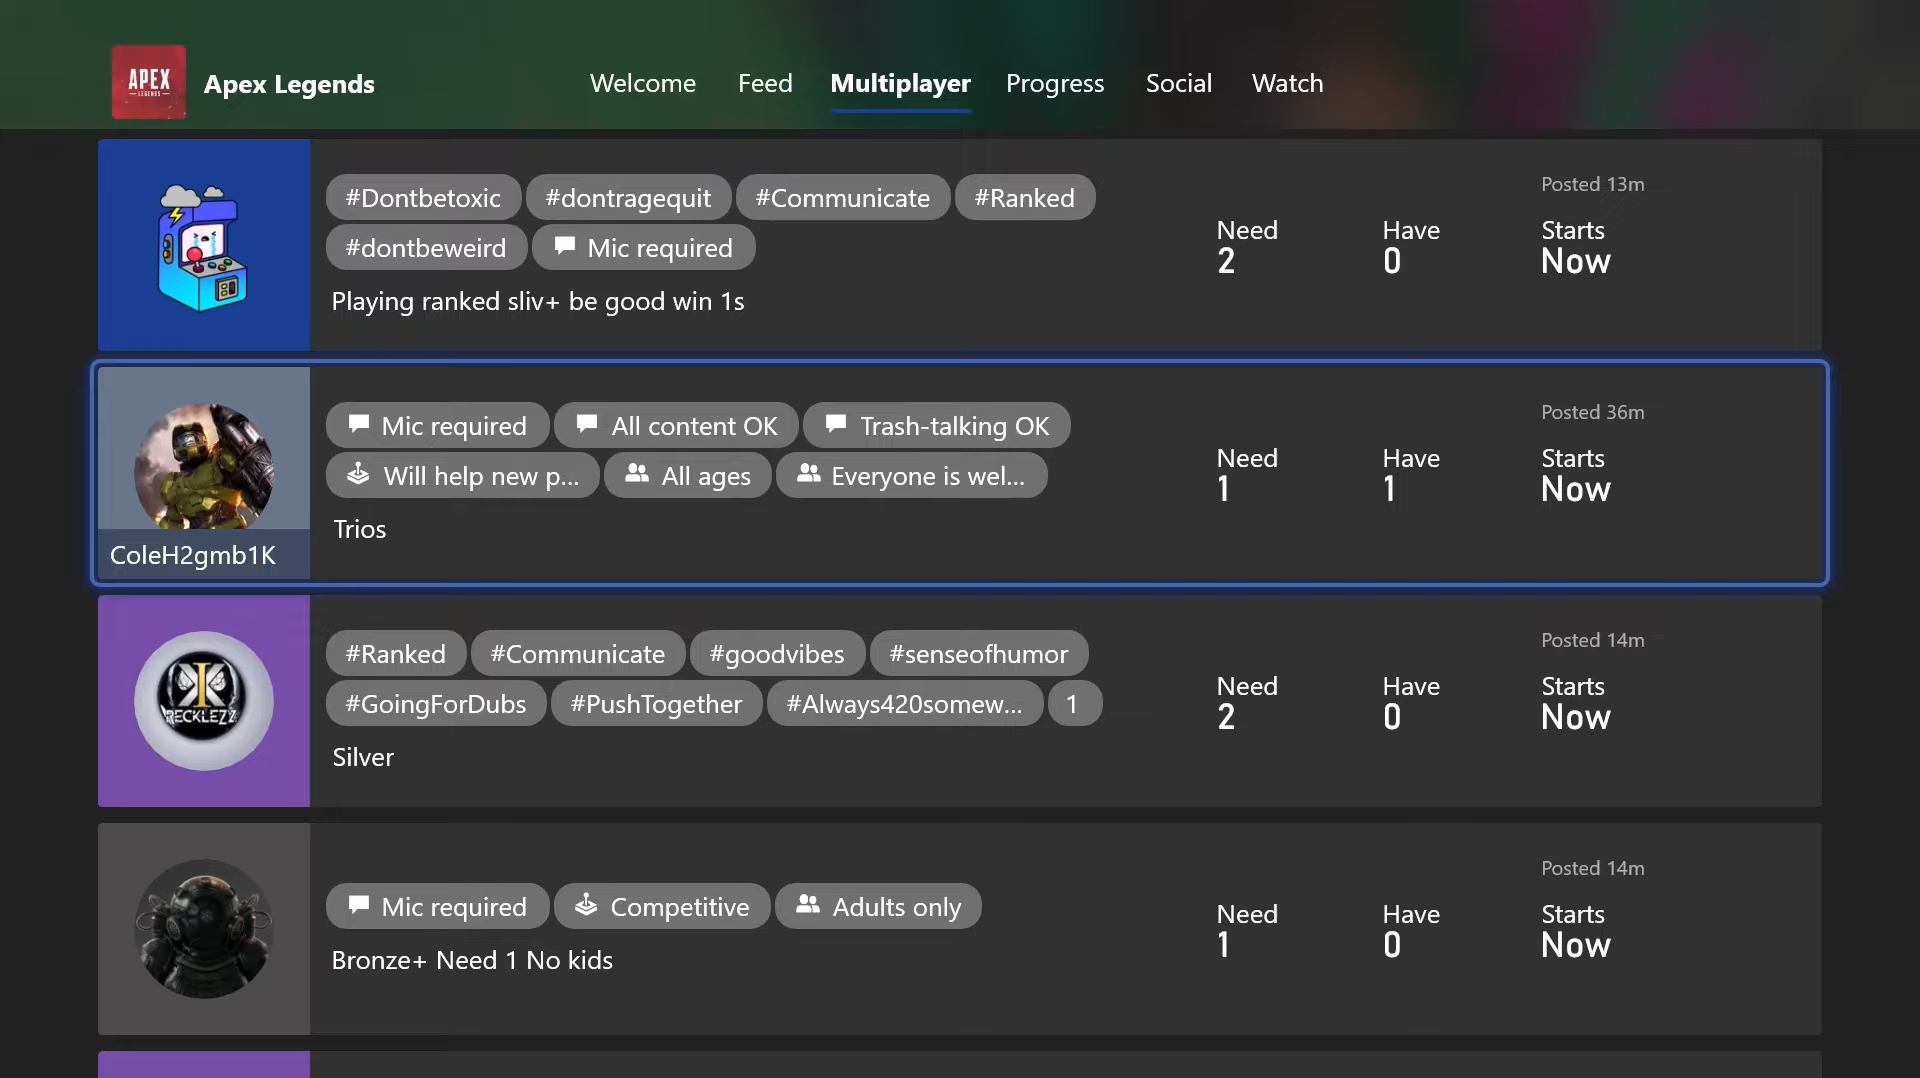 APEX
LEGENDS
Apex Legends
Welcome Feed Multiplayer Progress Social Watch
#Dontbetoxic #dontragequit #Communicate #Ranked
#dontbeweird Mic required
Playing ranked sliv+ be good win 1s
Need
2
Have
0
Posted 13m
Starts
Now
ColeH2gmb1K
Mic required All content OK Trash-talking OK
Will help new p... All ages Everyone is wel...
Trios
Need
1
Have
1
Posted 36m
Starts
Now
RECKLEZZ
#Ranked #Communicate #goodvibes #senseofhumor
#GoingForDubs #PushTogether #Always420somew... 1
Silver
Need
2
Have
0
Posted 14m
Starts
Now
Mic required Competitive Adults only
Bronze+ Need 1 No kids
Need
1
Have
0
Posted 14m
Starts
Now